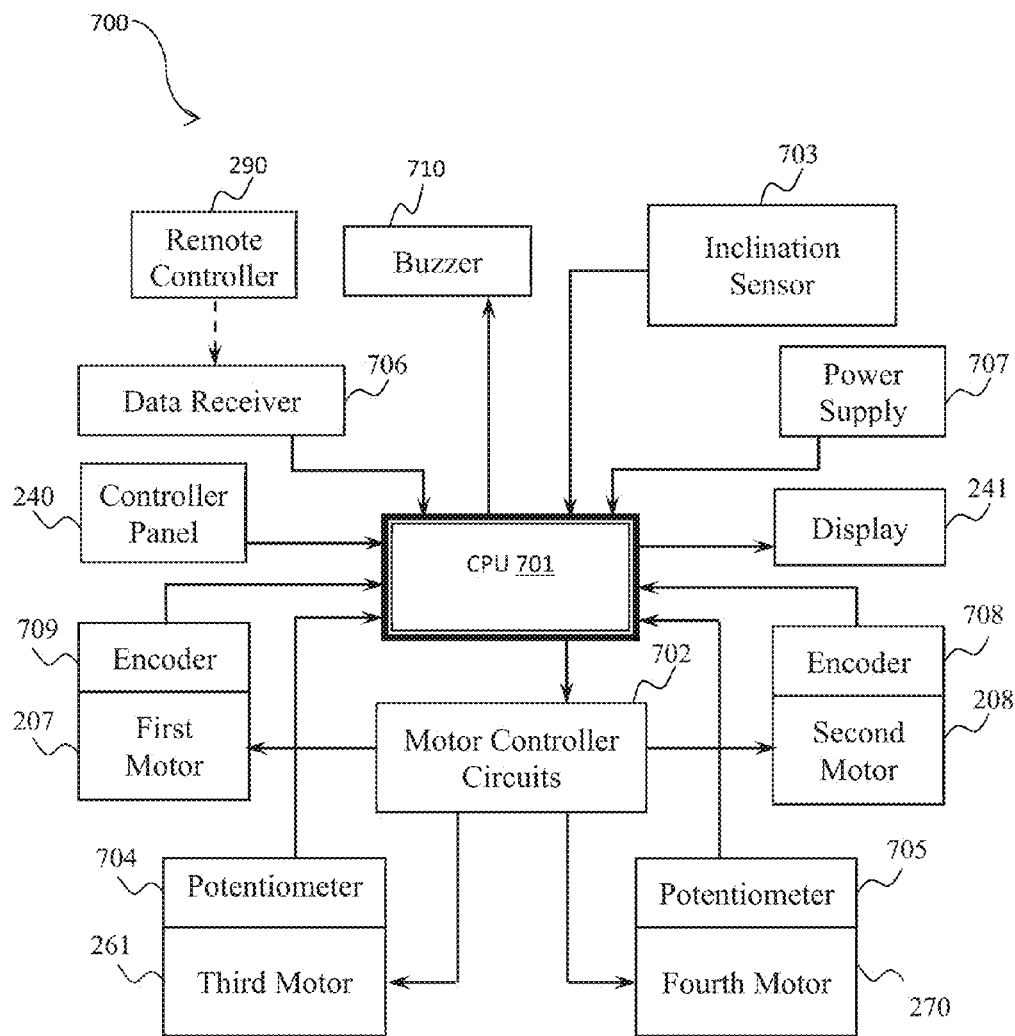 700
290
710
703
Remote
Controller
Buzzer
Inclination
Sensor
706
707
Data Receiver
Power
Supply
240
Controller
Panel
241
Display
CPU 701
709
Encoder
708
Encoder
702
207
First
Motor
Motor Controller
Circuits
208
Second
Motor
704
Potentiometer
705
Potentiometer
261
Third Motor
Fourth Motor
270